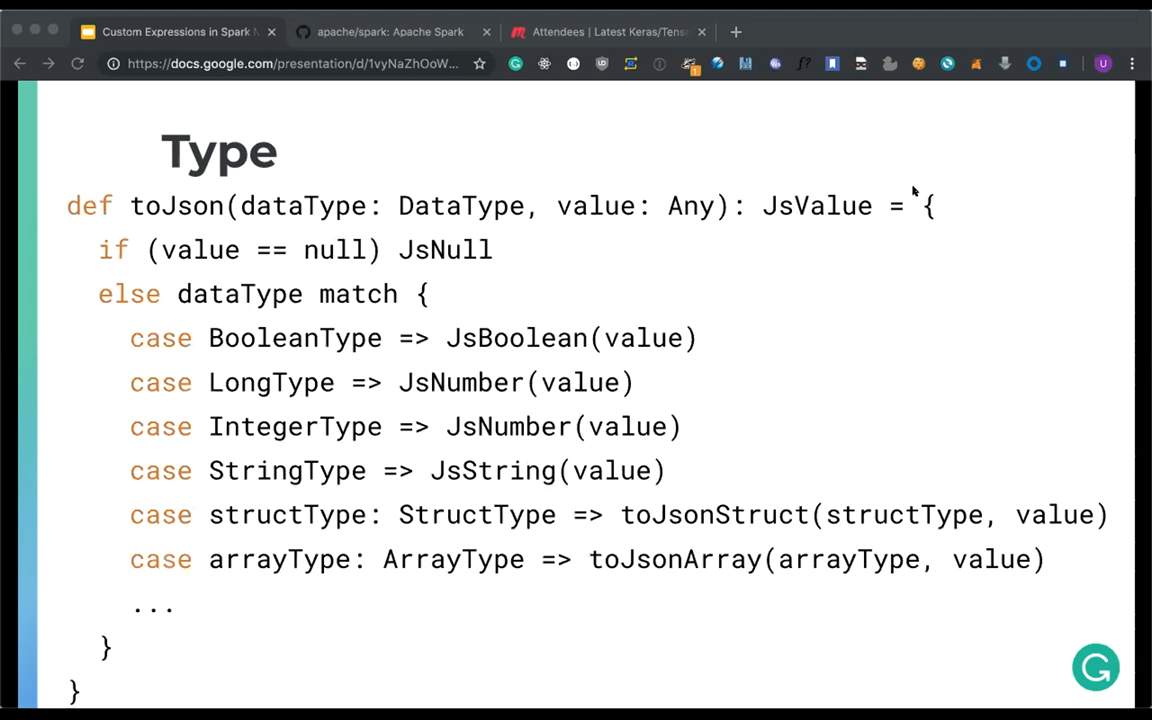 Custom Expressions in Spark
apache/spark: Apache Spark
Attendees | Latest Keras/Tens
https://docs.google.com/presentation/d/1vyNaZhOoW...
Type
def toJson(dataType: DataType, value: Any): JsValue = {
if (value == null) JsNull
else dataType match {
case BooleanType => JsBoolean(value)
case LongType => JsNumber(value)
case IntegerType => JsNumber(value)
case StringType => JsString(value)
case structType: StructType => toJsonStruct(structType, value)
case arrayType: ArrayType => toJsonArray(arrayType, value)
...
}
}